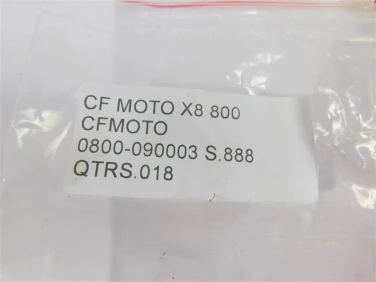 CF MOTO X8 800
CFMOTO
0800-090003 S.888
QTRS.018